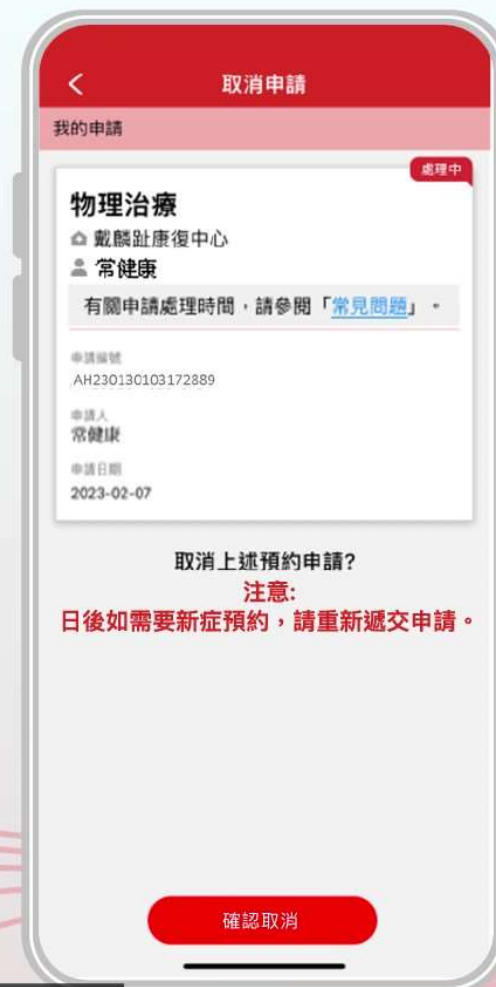 取消申請
我的申請
處理中
物理治療
戴麟趾康復中心
常健康
有關申請處理時間，請參閱「常見問題」。
申請編號
AH230130103172889
申請人
常健康
申請日期
2023-02-07
取消上述預約申請?
注意:
日後如需要新症預約，請重新遞交申請。
確認取消